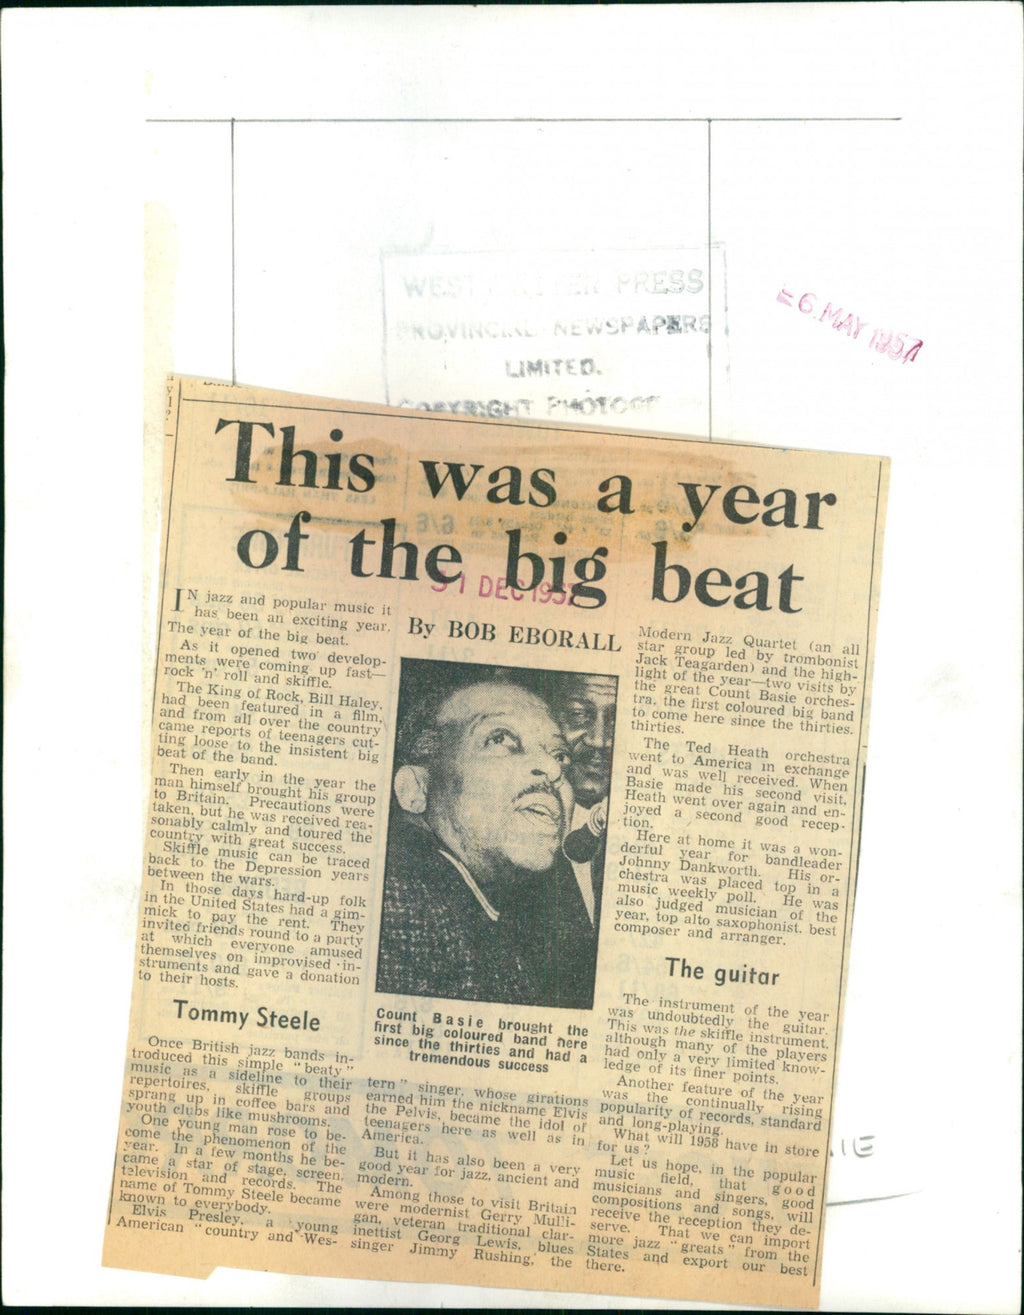 WEST PRESS
PROVINCIAL NEWSPAPERS
LIMITED.
COPYRIGHT
6 MAY 1957
This was a year
of the big beat
31 DEC 1957
IN jazz and popular music it
has been an exciting year.
The year of the big beat.
As it opened two develop-
ments were coming up fast—
rock 'n' roll and skiffle.
The King of Rock, Bill Haley,
had been featured in a film,
and from all over the country
came reports of teenagers cut-
ting loose to the insistent big
beat of the band.
Then early in the year the
man himself brought his group
to Britain. Precautions were
taken, but he was received rea-
sonably calmly and toured the
country with great success.
Skiffle music can be traced
back to the Depression years
between the wars.
In those days hard-up folk
in the United States had a gim-
mick to pay the rent. They
invited friends round to a party
at which everyone amused
themselves on improvised in-
struments and gave a donation
to their hosts.
Tommy Steele
Once British jazz bands in-
troduced this simple "beaty"
music as a sideline to their
repertoires, skiffle groups
sprang up in coffee bars and
youth clubs like mushrooms.
One young man rose to be-
come the phenomenon of the
year. In a few months he be-
came a star of stage, screen,
television and records. The
name of Tommy Steele became
known to everybody.
Elvis Presley, a young
American "country and Wes-
By BOB EBORALL
Count Basie brought the
first big coloured band here
since the thirties and had a
tremendous success
tern" singer, whose girations
earned him the nickname Elvis
the Pelvis, became the idol of
teenagers here as well as in
America.
But it has also been a very
good year for jazz, ancient and
modern.
Among those to visit Britain
were modernist Gerry Mulli-
gan, veteran traditional clar-
inettist Georg Lewis, blues
singer Jimmy Rushing, the
Modern Jazz Quartet (an all
star group led by trombonist
Jack Teagarden) and the high-
light of the year—two visits by
the great Count Basie orches-
tra, the first coloured big band
to come here since the thirties.
thirties.
The Ted Heath orchestra
went to America in exchange
and was well received. When
Basie made his second visit,
Heath went over again and en-
joyed a second good recep-
tion.
Here at home it was a won-
derful year for bandleader
Johnny Dankworth. His or-
chestra was placed top in a
music weekly poll. He was
also judged musician of the
year, top alto saxophonist, best
composer and arranger.
The guitar
The instrument of the year
was undoubtedly the guitar.
This was the skiffle instrument,
although many of the players
had only a very limited know-
ledge of its finer points.
Another feature of the year
was the continually rising
popularity of records, standard
and long-playing.
What will 1958 have in store
for us?
Let us hope, in the popular
music field, that good
musicians and singers, good
compositions and songs, will
receive the reception they de-
serve. That we can import
more jazz "greats" from the
States and export our best
there.